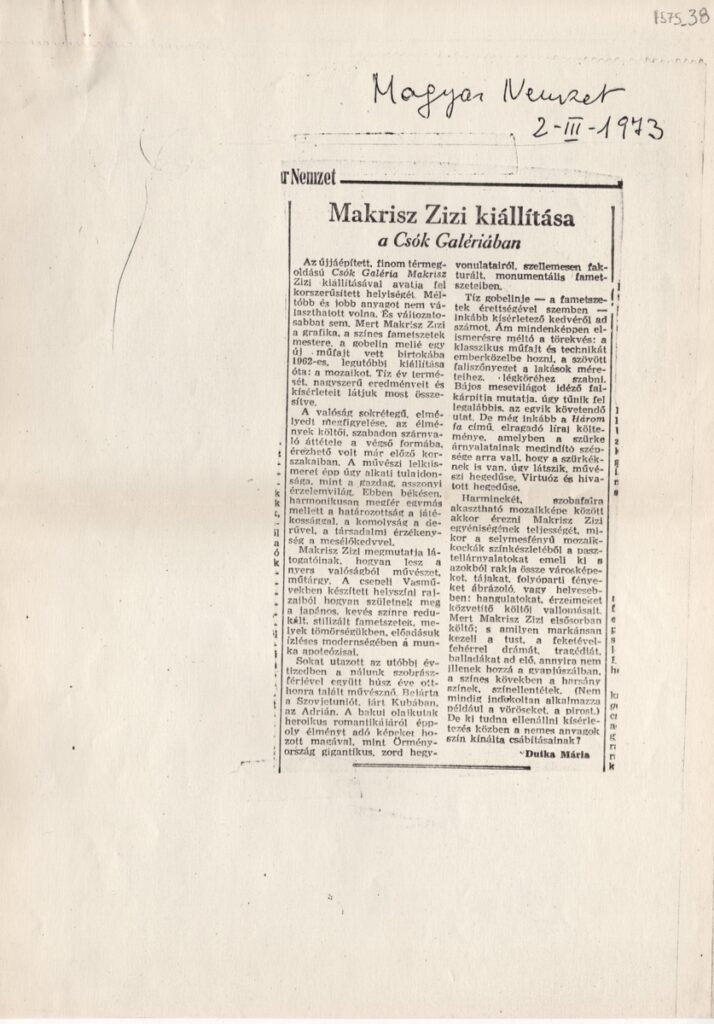 1575_38
Magyar Nemzet
2-III-1973
r Nemzet
Makrisz Zizi kiállítása
a Csók Galériában
Az újjáépített, finom térmeg-
oldású Csók Galéria Makrisz
Zizi kiállításával avatja fel
korszerűsített helyiségét. Mél-
tóbb és jobb anyagot nem vá-
laszthatott volna. És változato-
sabbat sem. Mert Makrisz Zizi
a grafika, a színes fametszetek
mestere, a gobelin mellé egy
új műfajt vett birtokába
1962-es, legutóbbi kiállítása
óta: a mozaikot. Tíz év termé-
sét, nagyszerű eredményeit és
kísérleteit látjuk most össze-
sítve.
A valóság sokrétegű, elmé-
lyedt megfigyelése, az élmé-
nyek költői, szabadon szárnya-
ló áttétele a végső formába,
érezhető volt már előző kor-
szakaiban. A művészi lelkiis-
meret épp úgy alkati tulajdon-
sága, mint a gazdag, asszonyi
érzelemvilág. Ebben békésen,
harmonikusan megfér egymás
mellett a határozottság a játé-
kossággal, a komolyság a de-
rűvel, a társadalmi érzékeny-
ség a mesélőkedvvel.
Makrisz Zizi megmutatja lá-
togatóinak, hogyan lesz a
nyers valóságból művészet,
műtárgy. A csepeli Vasmű-
vekben készített helyszíni raj-
zaiból hogyan születnek meg
a japános, kevés színre redu-
kált, stilizált fametszetek, me-
lyek tömörségükben, előadásuk
ízléses modernségében a mun-
ka apoteózisai.
Sokat utazott az utóbbi év-
tizedben a nálunk szobrász-
férjével együtt húsz éve ott-
honra talált művésznő. Bejárta
a Szovjetuniót, járt Kubában,
az Adrián. A bakui olajkutak
heroikus romantikájáról épp-
oly élményt adó képeket ho-
zott magával, mint Örmény-
ország gigantikus, zord hegy-
vonulatairól, szellemesen fak-
turált, monumentális famet-
szeteiben.
Tíz gobelinje — a fametsze-
tek érettségével szemben —
inkább kísérletező kedvéről ad
számot. Ám mindenképpen el-
ismerésre méltó a törekvés: a
klasszikus műfajt és technikát
emberközelbe hozni, a szövött
faliszőnyeget a lakások mére-
teihez, légköréhez szabni.
Bájos mesevilágot idéző fal-
kárpitja mutatja, úgy tűnik fel
legalábbis, az egyik követendő
utat. De még inkább a Három
fa című, elragadó lírai költe-
ménye, amelyben a szürke
árnyalatainak megindító szép-
sége arra vall, hogy a szürkék-
nek is van, úgy látszik, művé-
szi hegedűse, Virtuóz és hiva-
tott hegedűse.
Harminckét, szobafalra
akasztható mozaikképe között
akkor érezni Makrisz Zizi
egyéniségének teljességét, mi-
kor a selymesfényű mozaik-
kockák színkészletéből a pasz-
tellárnyalatokat emeli ki s
azokból rakja össze városképe-
ket, tájakat, folyóparti fénye-
ket ábrázoló, vagy helyeseb-
ben: hangulatokat, érzelmeket
közvetítő költői vallomásait.
Mert Makrisz Zizi elsősorban
költő; s amilyen markánsan
kezeli a tust, a feketével-
fehérrel drámát, tragédiát,
balladákat ad elő, annyira nem
illenek hozzá a gyapjúszálban,
a színes kövekben a harsány
színek, színellentétek. (Nem
mindig indokoltan alkalmazza
például a vöröseket, a pirost.)
De ki tudna ellenállni kísérle-
tezés közben a nemes anyagok
szín kínálta csábításainak?
Dutka Mária